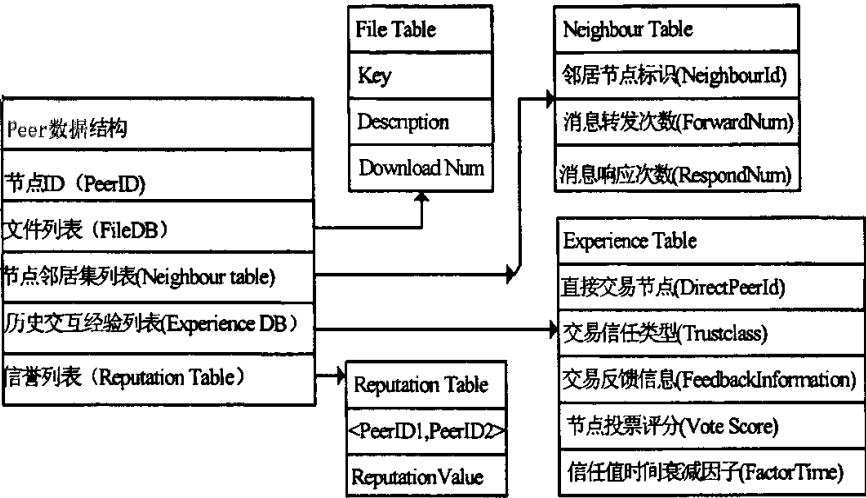 Peer数据结构
节点ID（PeerID)
文件列表（FileDB）
节点邻居集列表(Neighbour table)
历史交互经验列表(Experience DB）
信誉列表（Reputation Table）
File Table
Key
Description
Download Num
Neighbour Table
邻居节点标识(NeighbourId)
消息转发次数(ForwardNum)
消息响应次数(RespondNum)
Experience Table
直接交易节点(DirectPeerId)
交易信任类型(Trustclass)
交易反馈信息(FeedbackInformation)
节点投票评分(Vote Score)
信任值时间衰减因子(FactorTime)
Reputation Table
<PeerID1,PeerID2>
ReputationValue